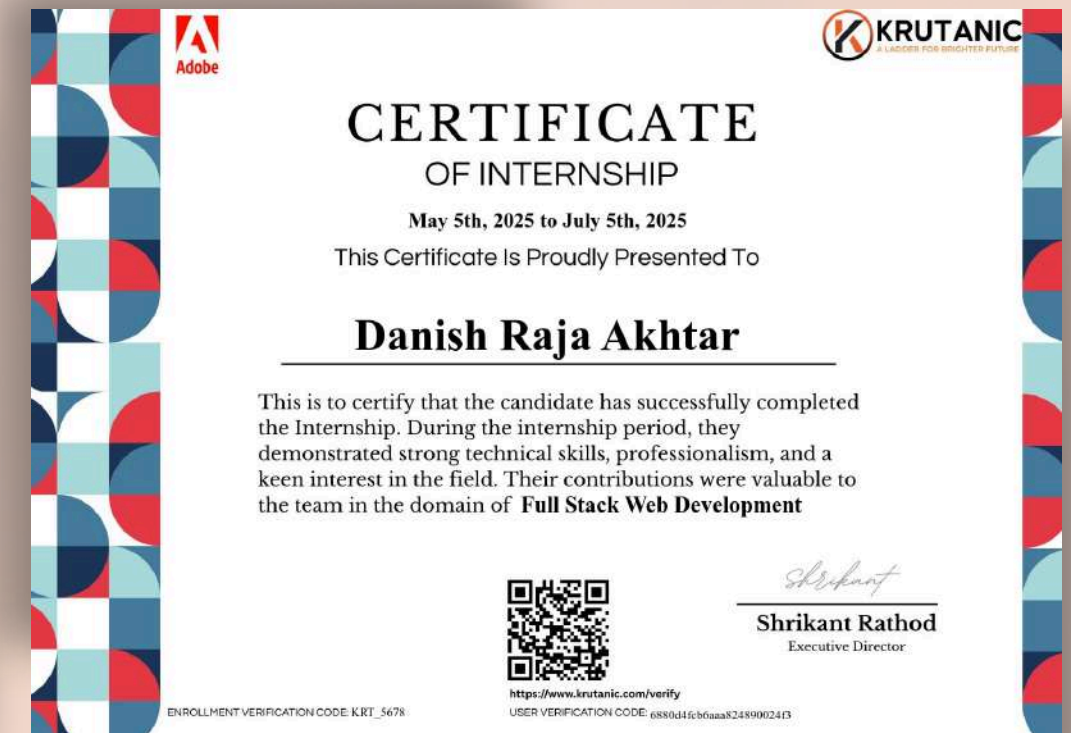 Adobe
KRUTANIC
A LADDER FOR BRIGHTER FUTURE
CERTIFICATE
OF INTERNSHIP
May 5th, 2025 to July 5th, 2025
This Certificate Is Proudly Presented To
Danish Raja Akhtar
This is to certify that the candidate has successfully completed
the Internship. During the internship period, they
demonstrated strong technical skills, professionalism, and a
keen interest in the field. Their contributions were valuable to
the team in the domain of Full Stack Web Development
Shrikant
Shrikant Rathod
Executive Director
https://www.krutanic.com/verify
ENROLLMENT VERIFICATION CODE: KRT_5678
USER VERIFICATION CODE: 6880d4fcb6aaa824890024f3